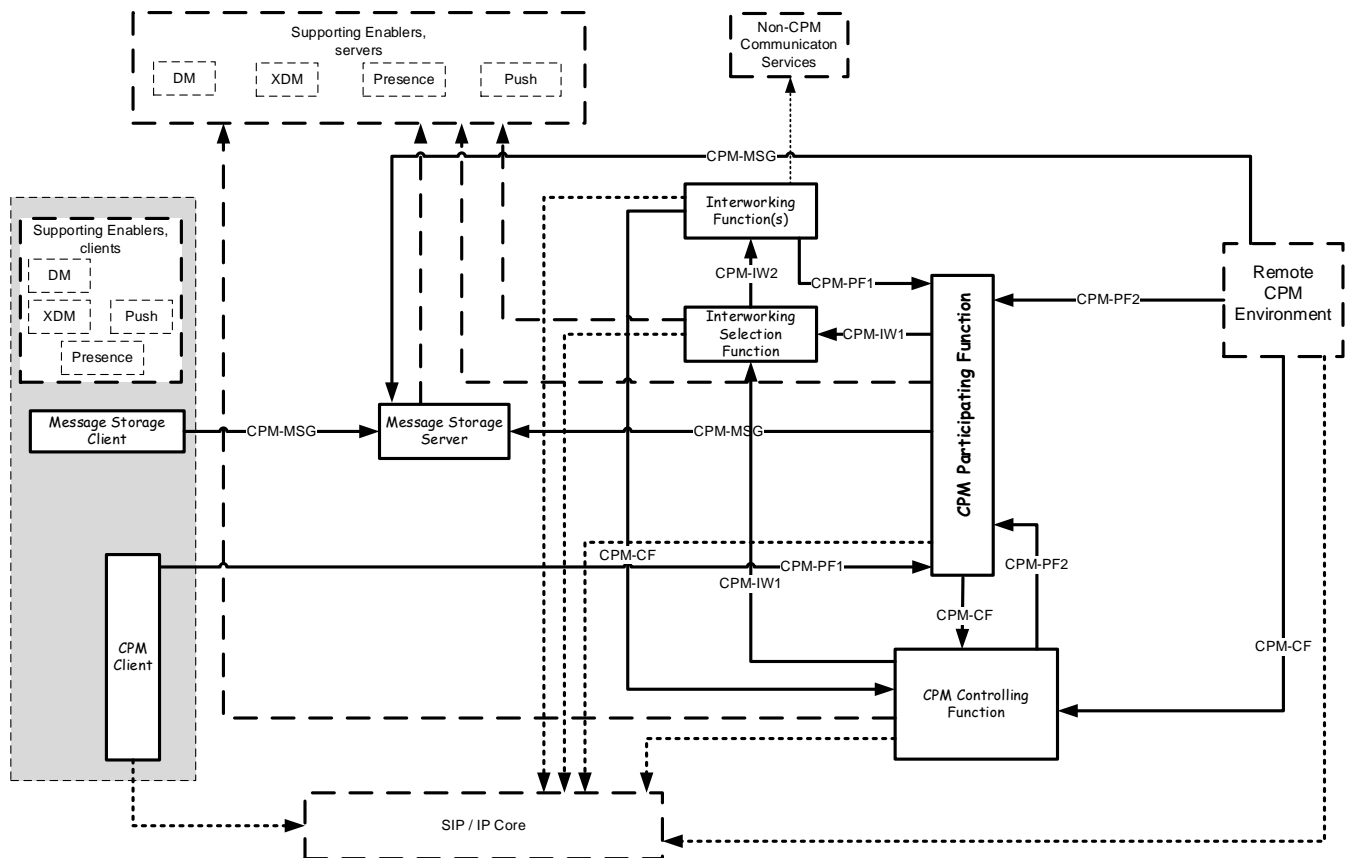 Supporting Enablers,
servers
DM
XDM
Presence
Push
Non-CPM
Communicaton
Services
CPM-MSG
Supporting Enablers,
clients
DM
XDM
Push
Presence
Interworking
Function(s)
CPM-IW2
CPM-PF1
Remote
CPM
Environment
CPM-PF2
Interworking
Selection
Function
CPM-IW1
CPM Participating Function
Message Storage
Client
CPM-MSG
Message Storage
Server
CPM-MSG
CPM-CF
CPM-PF1
CPM-IW1
CPM-PF2
CPM-CF
CPM
Client
CPM-CF
CPM Controlling
Function
SIP / IP Core